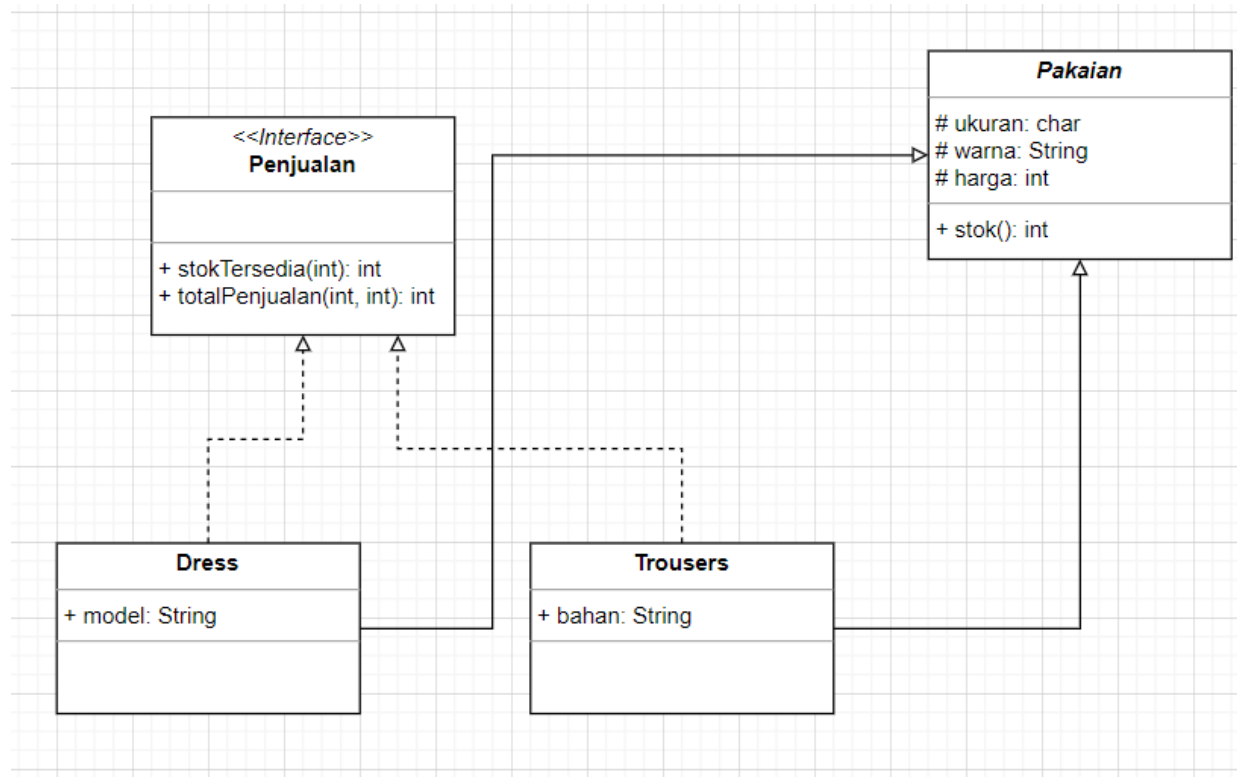 <<Interface>>
Penjualan
+ stokTersedia(int): int
+ totalPenjualan(int, int): int
Pakaian
# ukuran: char
# warna: String
# harga: int
+ stok(): int
Dress
+ model: String
Trousers
+ bahan: String